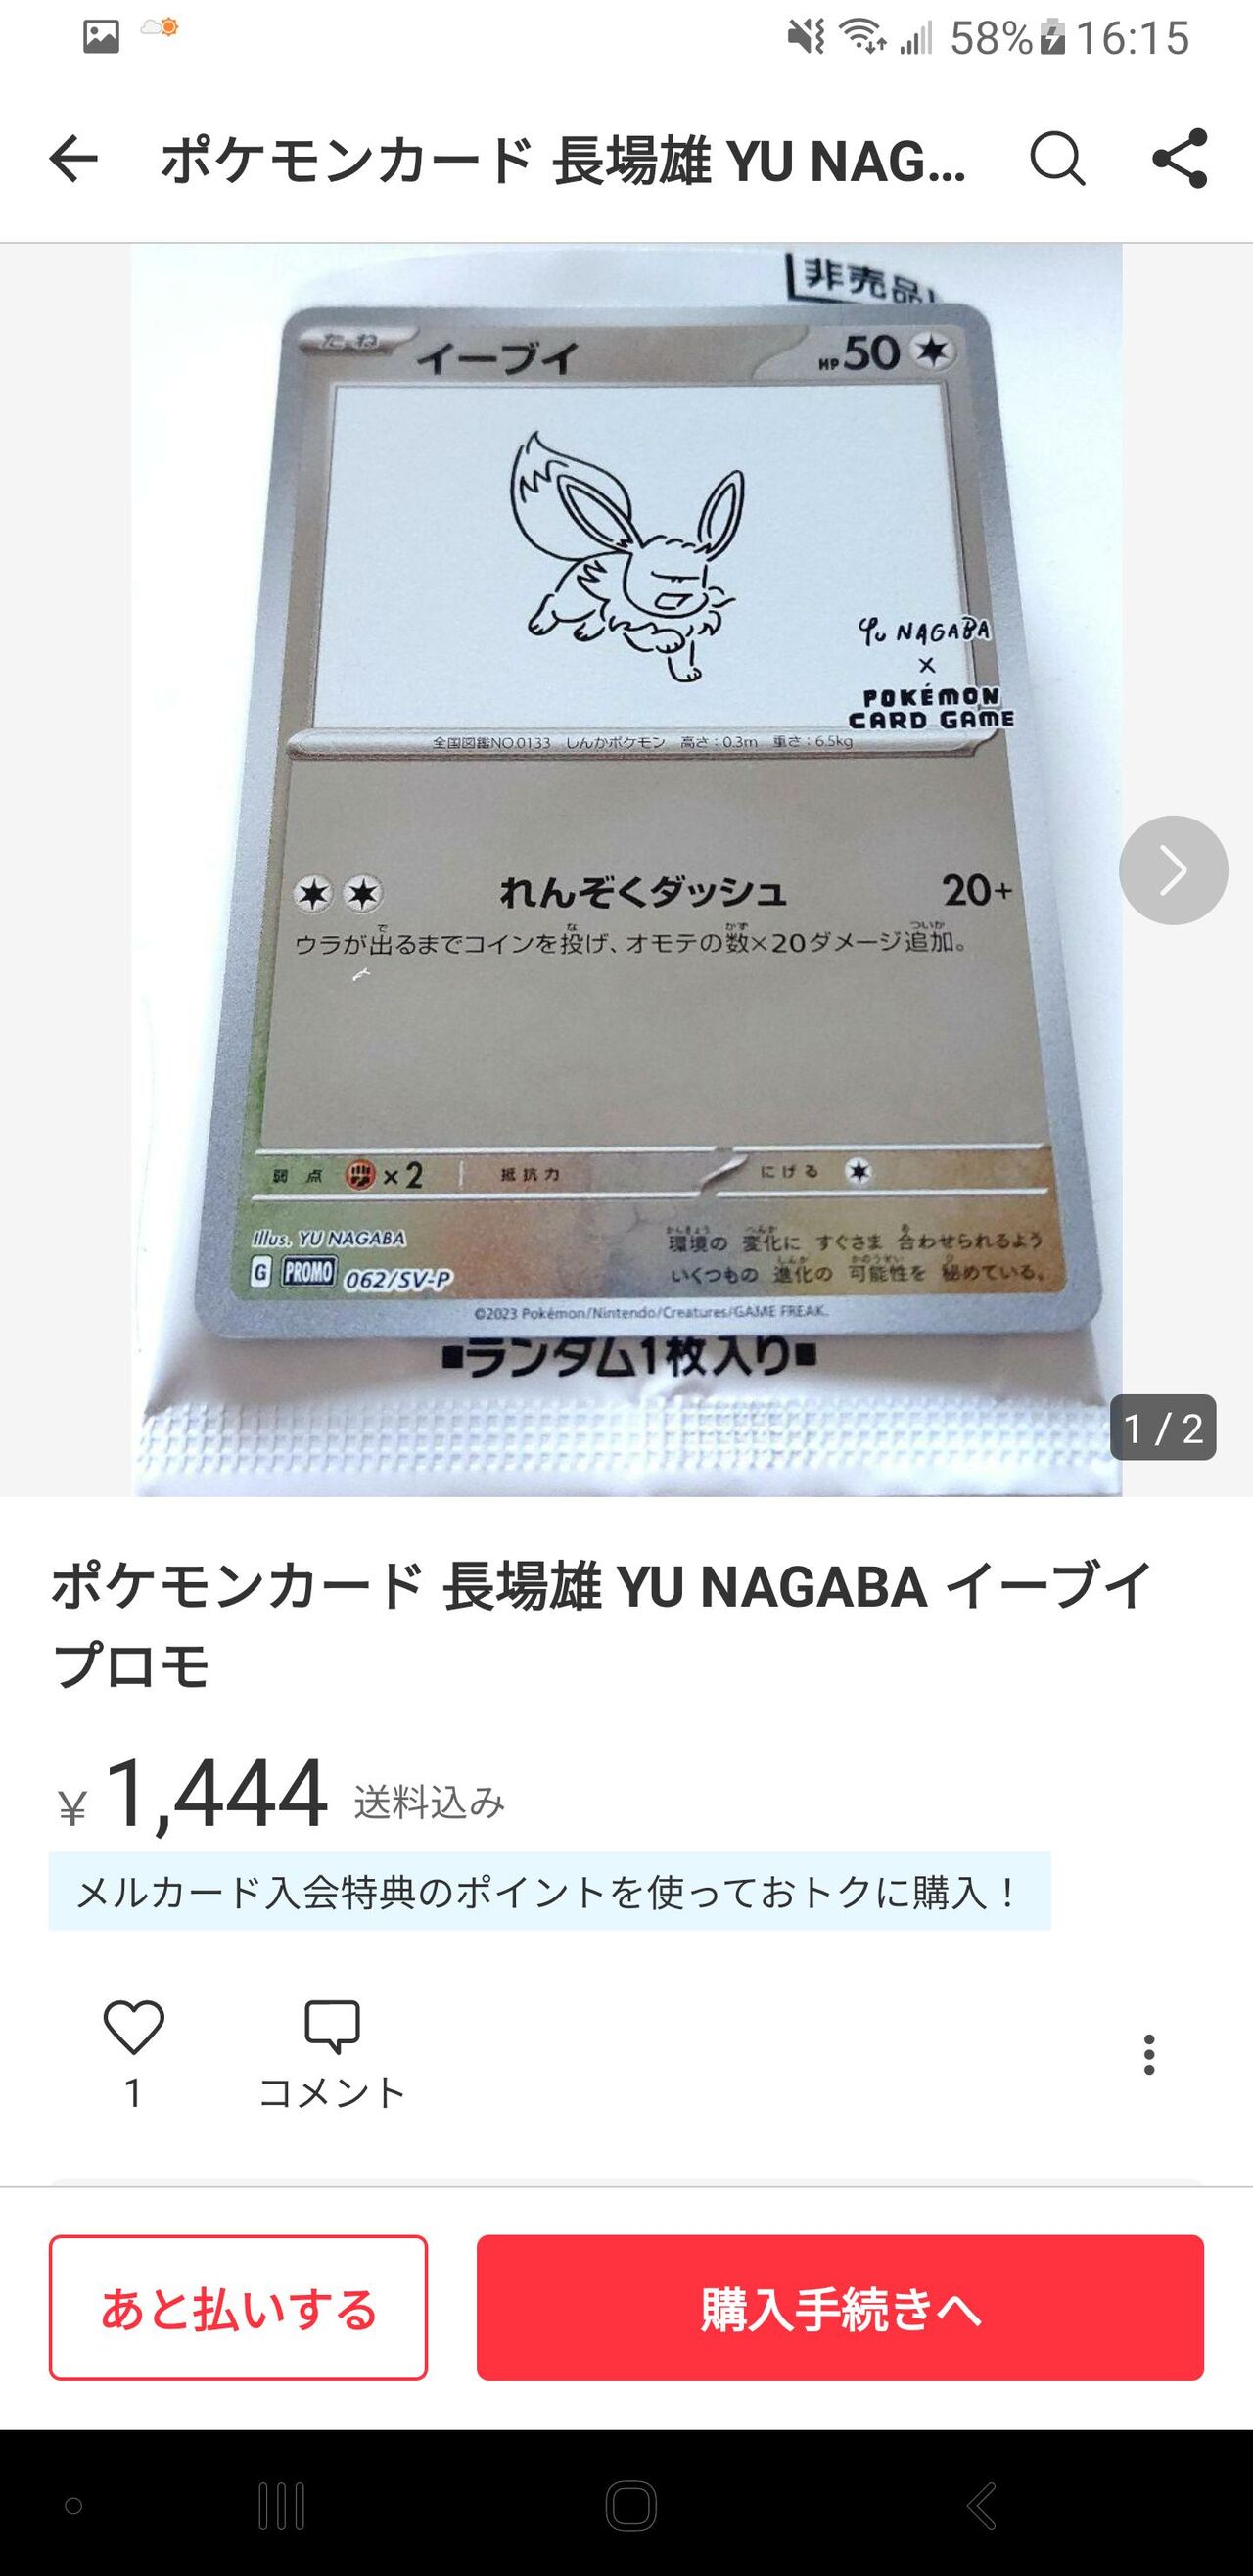 58% 16:15
ポケモンカード 長場雄 YU NAG...
非売品
たね
イーブイ
HP50
Yu NAGABA
×
POKÉMON
CARD GAME
全国図鑑NO.0133 しんかポケモン 高さ:0.3m 重さ:6.5kg
れんぞくダッシュ 20+
ウラが出るまでコインを投げ、オモテの数×20ダメージ追加。
弱点 ×2 抵抗力 にげる
Illus. YU NAGABA
G PROMO 062/SV-P
環境の 変化に すぐさま 合わせられるよう
いくつもの 進化の 可能性を 秘めている。
©2023 Pokémon/Nintendo/Creatures/GAME FREAK.
■ランダム1枚入り■
1 / 2
ポケモンカード 長場雄 YU NAGABA イーブイ
プロモ
¥ 1,444 送料込み
メルカード入会特典のポイントを使っておトクに購入！
1
コメント
あと払いする
購入手続きへ